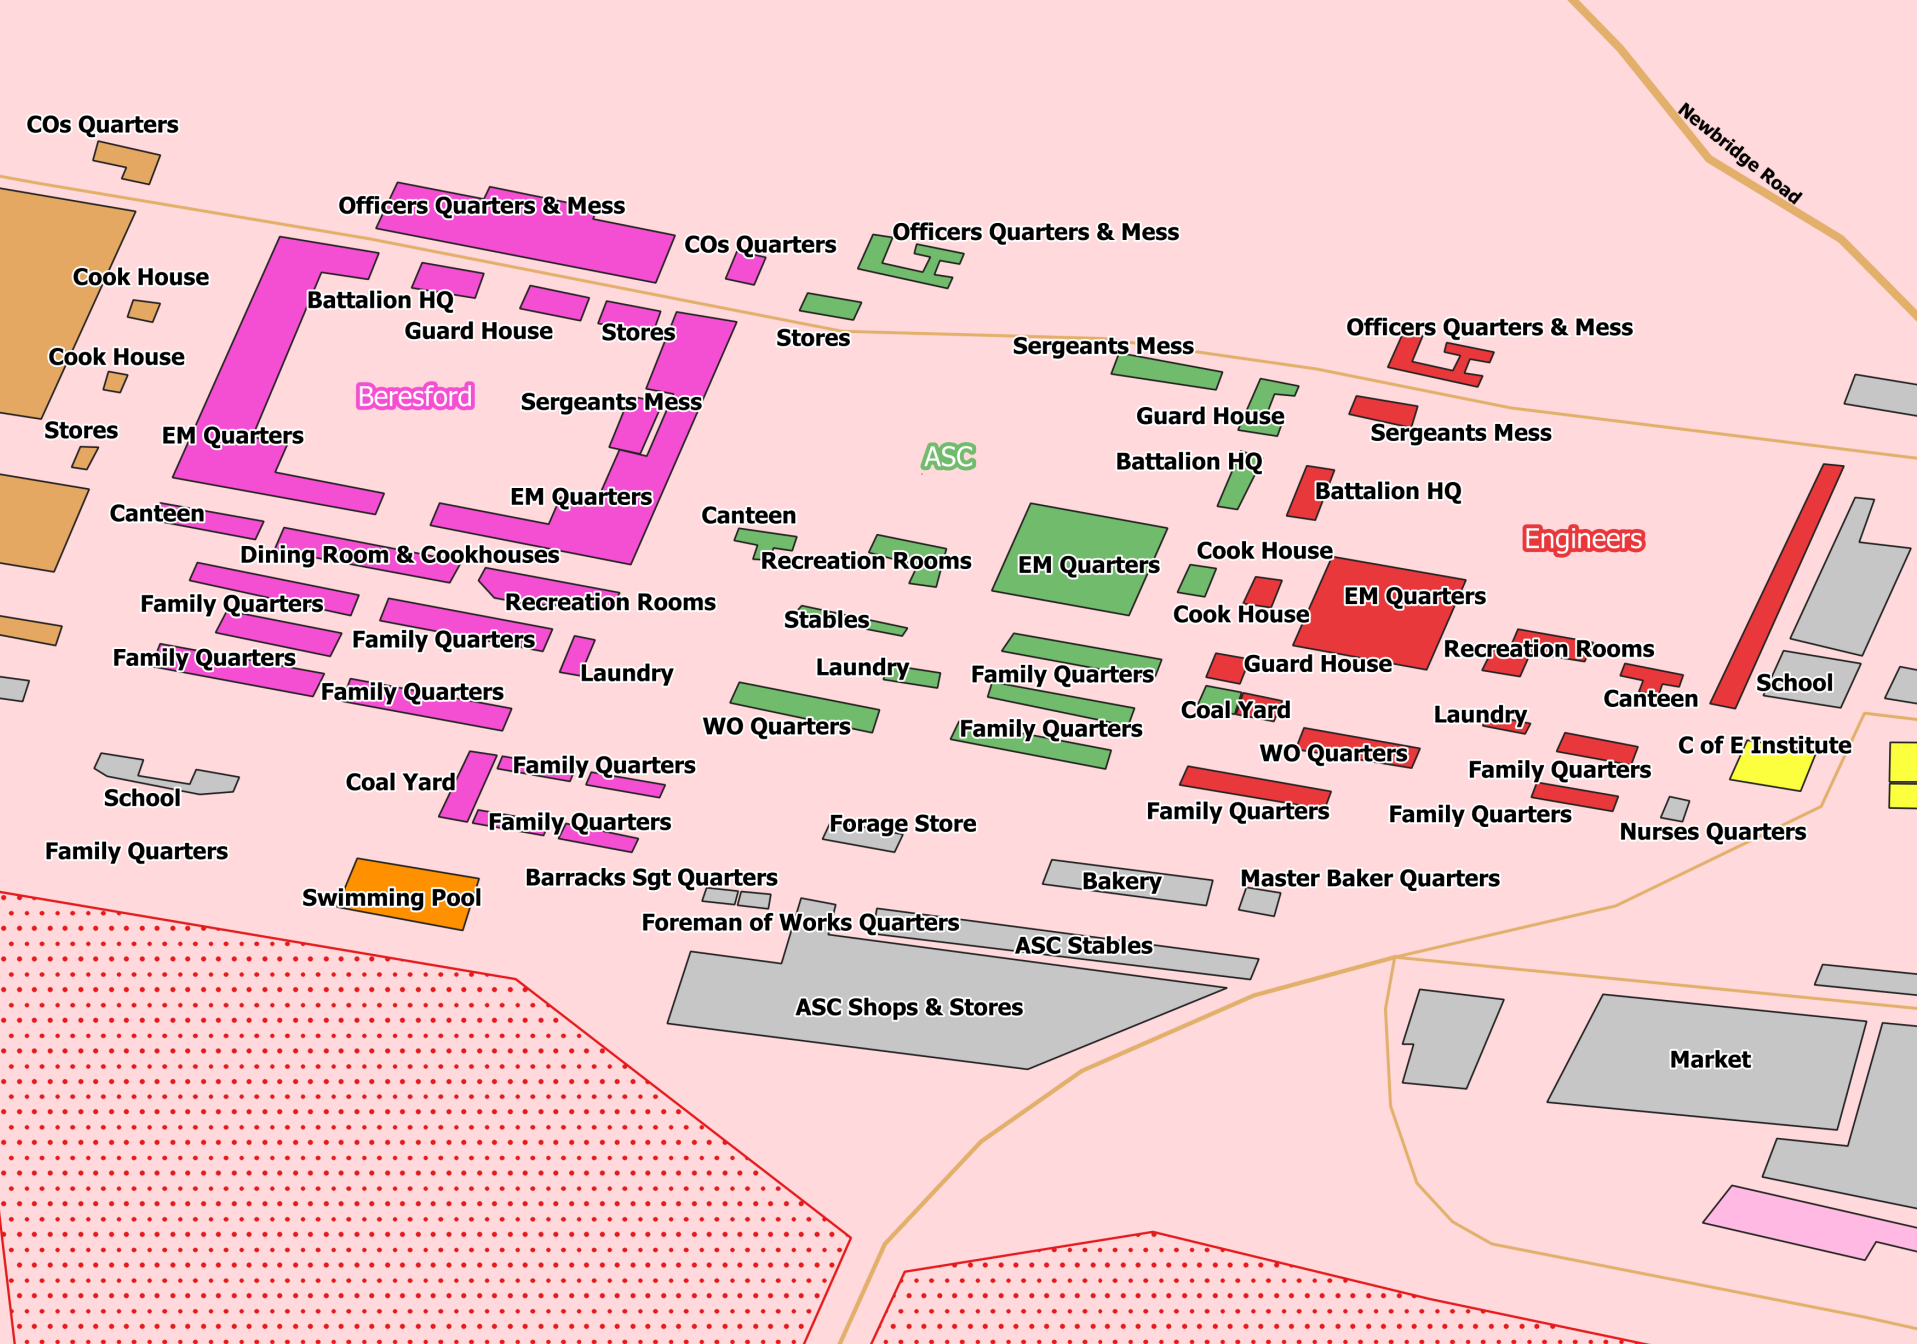 Newbridge Road
COs Quarters
Officers Quarters & Mess
COs Quarters
Officers Quarters & Mess
Cook House
Battalion HQ
Guard House
Stores
Stores
Officers Quarters & Mess
Sergeants Mess
Cook House
Beresford
Sergeants Mess
Guard House
Sergeants Mess
Stores
EM Quarters
ASC
Battalion HQ
Battalion HQ
EM Quarters
Canteen
Canteen
Engineers
Dining Room & Cookhouses
Recreation Rooms
EM Quarters
Cook House
EM Quarters
Family Quarters
Recreation Rooms
Stables
Cook House
Family Quarters
Recreation Rooms
Family Quarters
Laundry
Laundry
Family Quarters
Guard House
School
Family Quarters
Canteen
Coal Yard
Laundry
WO Quarters
Family Quarters
WO Quarters
C of E Institute
Family Quarters
Family Quarters
Coal Yard
School
Family Quarters
Family Quarters
Family Quarters
Forage Store
Nurses Quarters
Family Quarters
Barracks Sgt Quarters
Bakery
Master Baker Quarters
Swimming Pool
Foreman of Works Quarters
ASC Stables
ASC Shops & Stores
Market